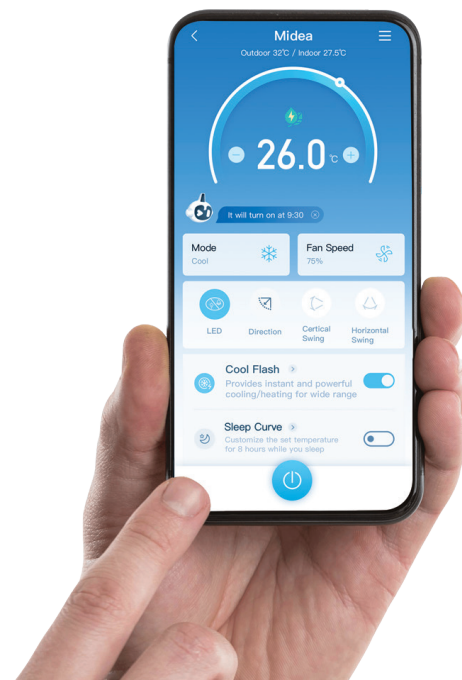 Midea
Outdoor 32℃ / Indoor 27.5℃
26.0 ℃
It will turn on at 9:30
Mode
Cool
Fan Speed
75%
LED
Direction
Certical
Swing
Horizontal
Swing
Cool Flash
Provides instant and powerful
cooling/heating for wide range
Sleep Curve
Customize the set temperature
for 8 hours while you sleep